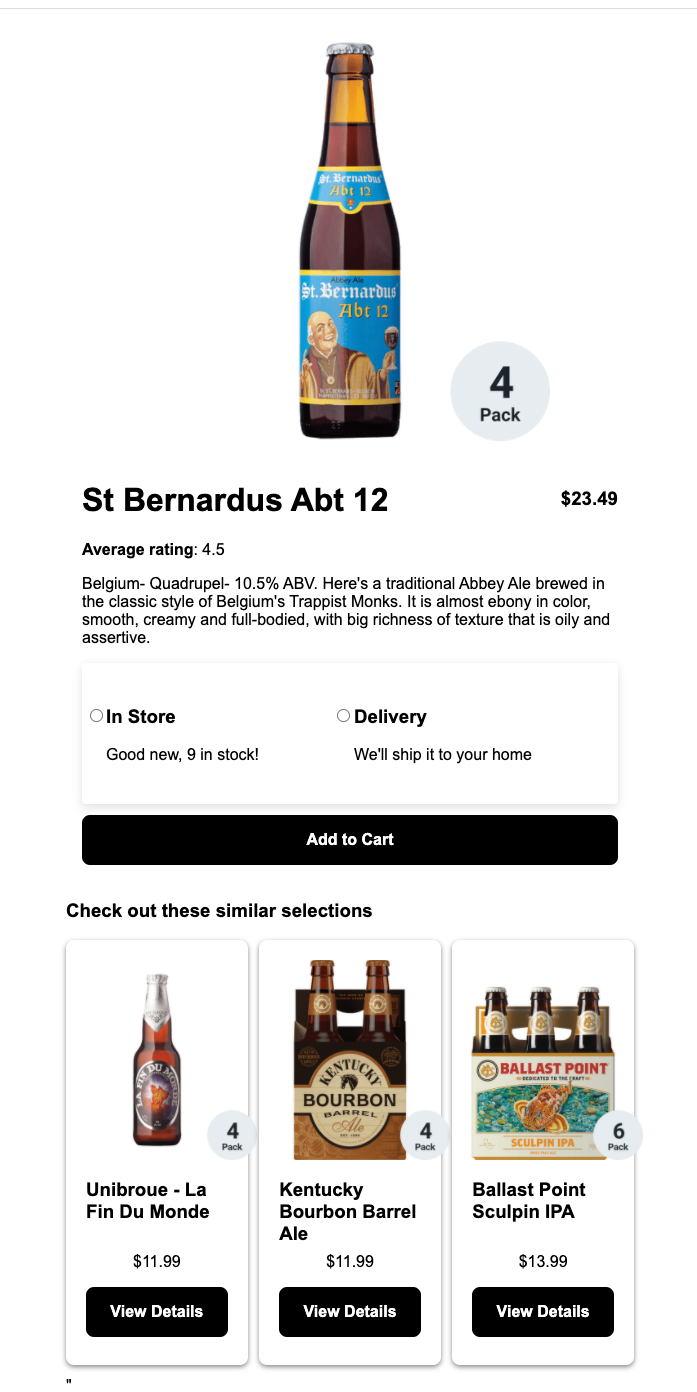 St.Bernardus
Abt 12
Abbey Ale
St.Bernardus
Abt 12
4
Pack
St Bernardus Abt 12
$23.49
Average rating: 4.5
Belgium- Quadrupel- 10.5% ABV. Here's a traditional Abbey Ale brewed in
the classic style of Belgium's Trappist Monks. It is almost ebony in color,
smooth, creamy and full-bodied, with big richness of texture that is oily and
assertive.
In Store
Delivery
Good new, 9 in stock!
We'll ship it to your home
Add to Cart
Check out these similar selections
LA FIN DU MONDE
4
Pack
KENTUCKY
BOURBON
BARREL
Ale
4
Pack
BALLAST POINT
DEDICATED TO THE CRAFT
SCULPIN IPA
6
Pack
Unibroue - La
Fin Du Monde
Kentucky
Bourbon Barrel
Ale
Ballast Point
Sculpin IPA
$11.99
$11.99
$13.99
View Details
View Details
View Details
"